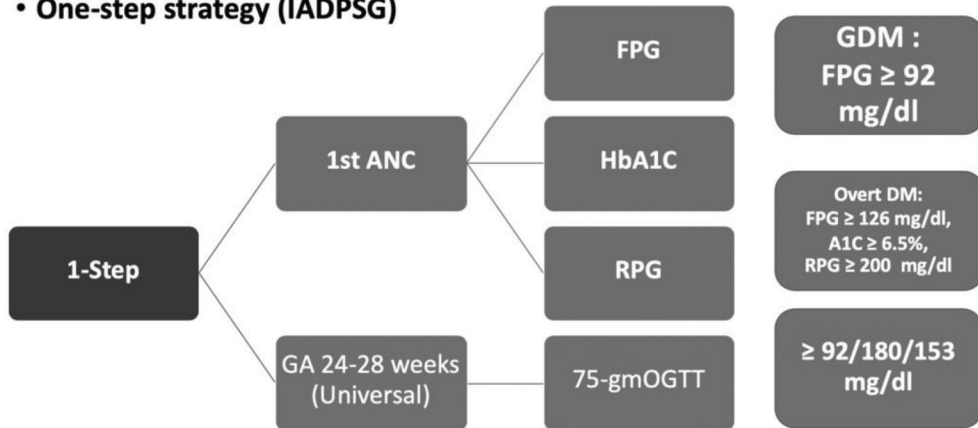 • One-step strategy (IADPSG)
FPG
GDM :
FPG ≥ 92
mg/dl
1st ANC
HbA1C
Overt DM:
FPG ≥ 126 mg/dl,
A1C ≥ 6.5%,
RPG ≥ 200 mg/dl
1-Step
RPG
GA 24-28 weeks
(Universal)
75-gmOGTT
≥ 92/180/153
mg/dl